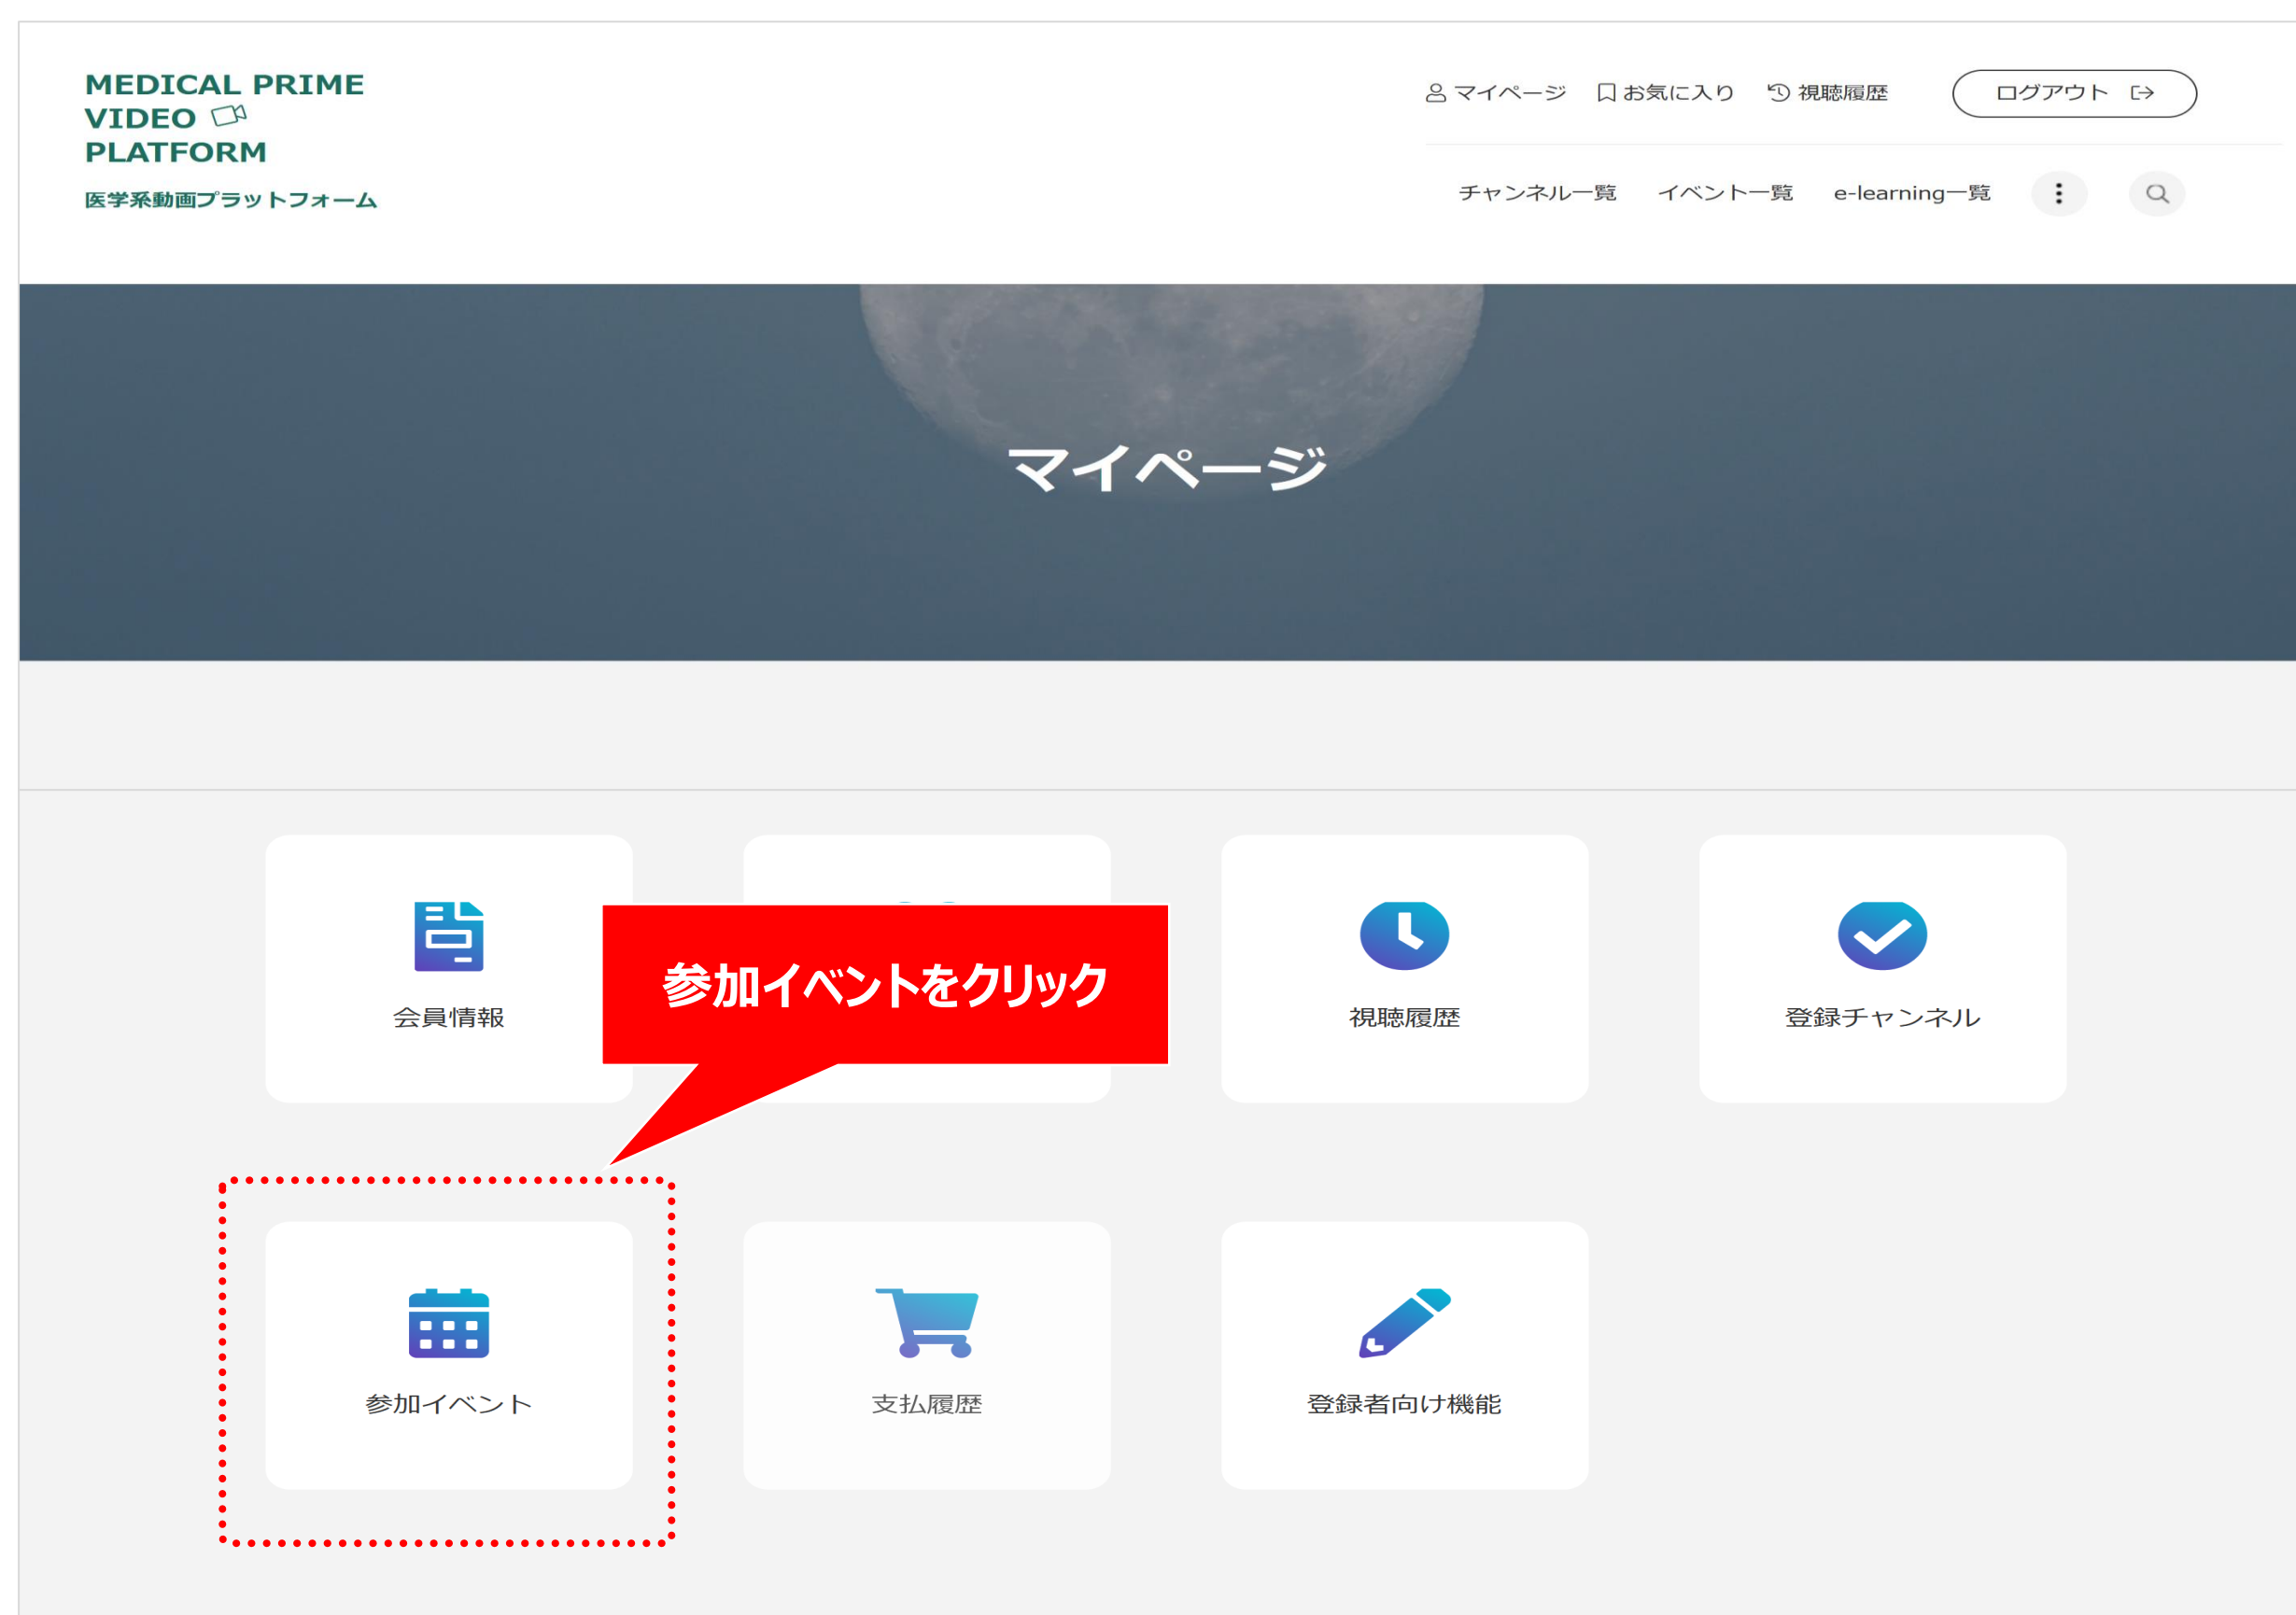 MEDICAL PRIME
VIDEO
PLATFORM
医学系動画プラットフォーム
マイページ お気に入り 視聴履歴 ログアウト
チャンネル一覧 イベント一覧 e-learning一覧
マイページ
参加イベントをクリック
会員情報 視聴履歴 登録チャンネル
参加イベント 支払履歴 登録者向け機能